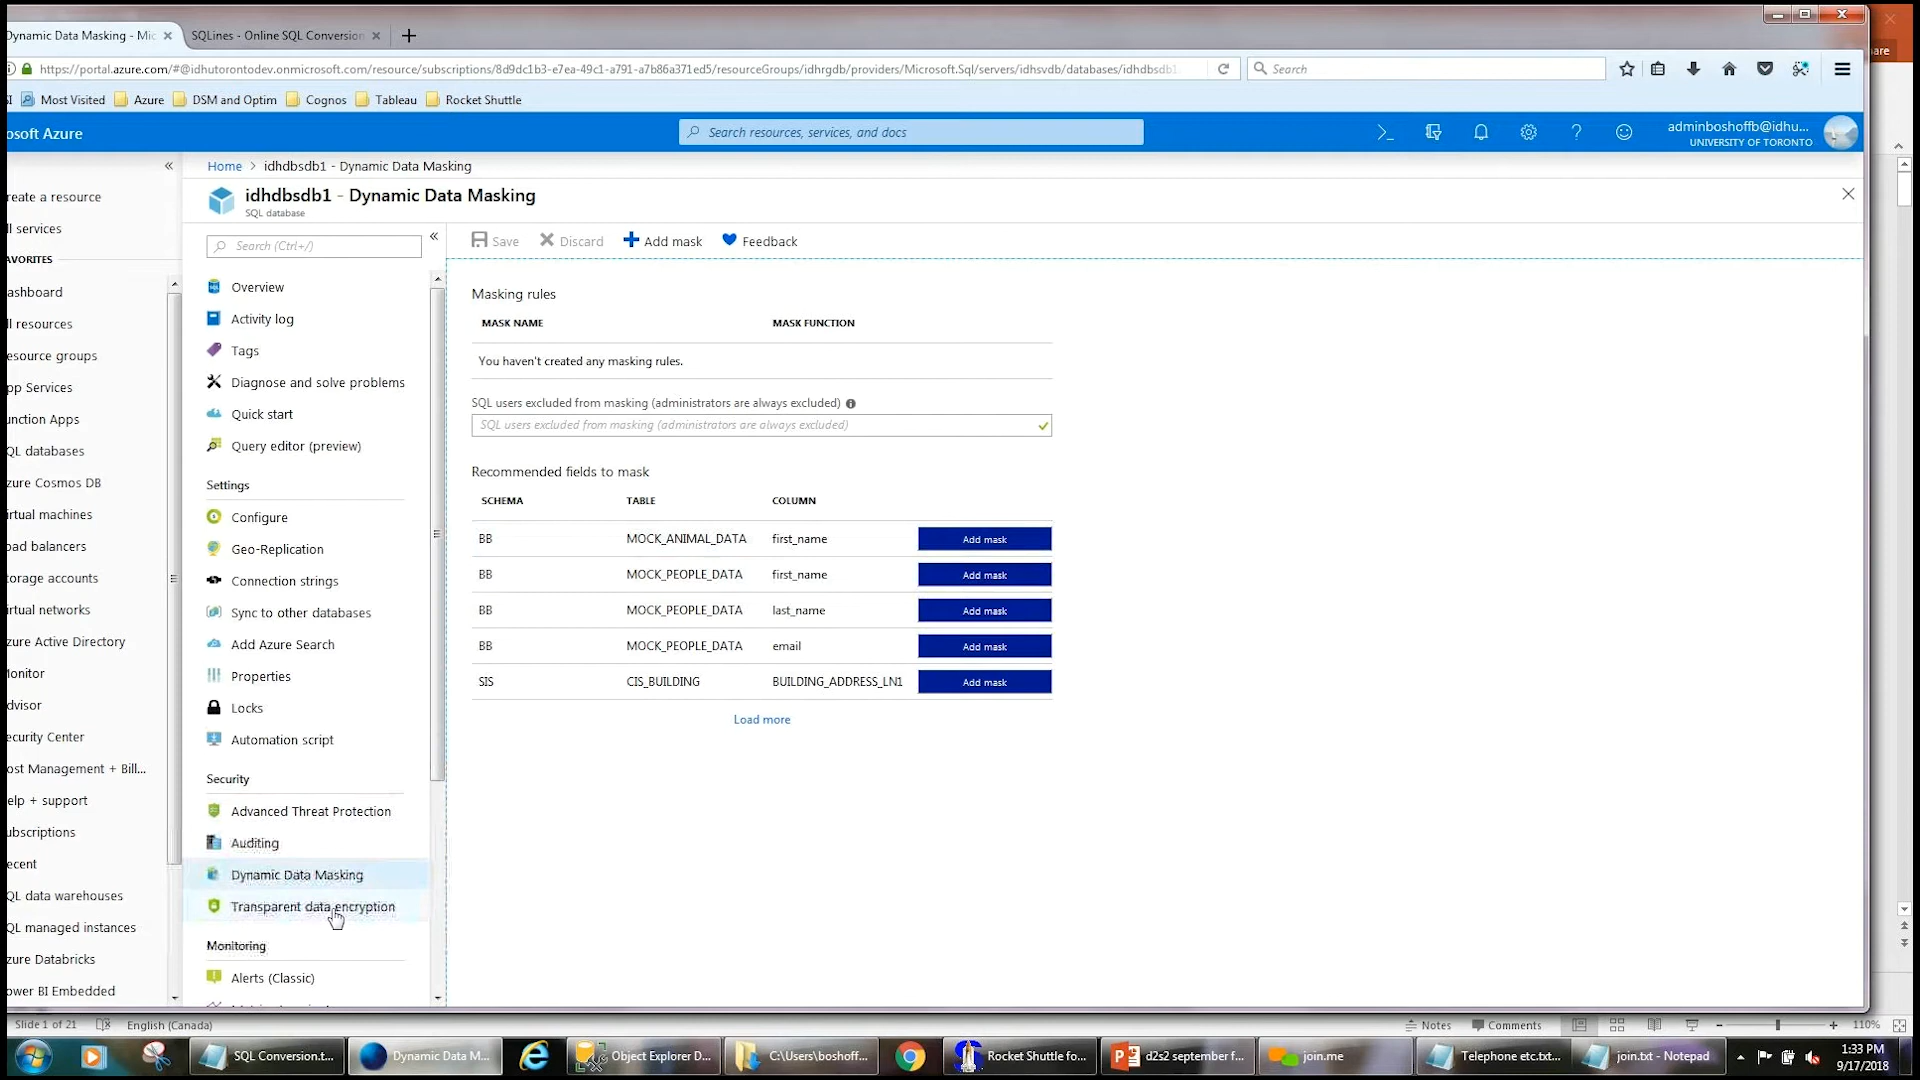 Dynamic Data Masking - Mic
SQLines - Online SQL Conversion
https://portal.azure.com/#@idhutorontodev.onmicrosoft.com/resource/subscriptions/8d9dc1b3-e7ea-49c1-a791-a7b86a371ed5/resourceGroups/idhrgdb/providers/Microsoft.Sql/servers/idhsvdb/databases/idhdbsdb1
Search
Most Visited
Azure
DSM and Optim
Cognos
Tableau
Rocket Shuttle
osoft Azure
Search resources, services, and docs
adminboshoffb@idhu...
UNIVERSITY OF TORONTO
Home > idhdbsdb1 - Dynamic Data Masking
idhdbsdb1 - Dynamic Data Masking
SQL database
reate a resource
ll services
AVORITES
ashboard
ll resources
esource groups
pp Services
unction Apps
QL databases
zure Cosmos DB
irtual machines
oad balancers
torage accounts
irtual networks
zure Active Directory
onitor
dvisor
ecurity Center
ost Management + Bill...
elp + support
ubscriptions
ecent
QL data warehouses
QL managed instances
zure Databricks
ower BI Embedded
Search (Ctrl+/)
Overview
Activity log
Tags
Diagnose and solve problems
Quick start
Query editor (preview)
Settings
Configure
Geo-Replication
Connection strings
Sync to other databases
Add Azure Search
Properties
Locks
Automation script
Security
Advanced Threat Protection
Auditing
Dynamic Data Masking
Transparent data encryption
Monitoring
Alerts (Classic)
Save
Discard
Add mask
Feedback
Masking rules
MASK NAME MASK FUNCTION
You haven't created any masking rules.
SQL users excluded from masking (administrators are always excluded)
SQL users excluded from masking (administrators are always excluded)
Recommended fields to mask
SCHEMA TABLE COLUMN
BB MOCK_ANIMAL_DATA first_name Add mask
BB MOCK_PEOPLE_DATA first_name Add mask
BB MOCK_PEOPLE_DATA last_name Add mask
BB MOCK_PEOPLE_DATA email Add mask
SIS CIS_BUILDING BUILDING_ADDRESS_LN1 Add mask
Load more
are
Slide 1 of 21
English (Canada)
Notes
Comments
110%
SQL Conversion.t...
Dynamic Data M...
Object Explorer D...
C:\Users\boshoff...
Rocket Shuttle fo...
d2s2 september f...
join.me
Telephone etc.txt...
join.txt - Notepad
1:33 PM
9/17/2018